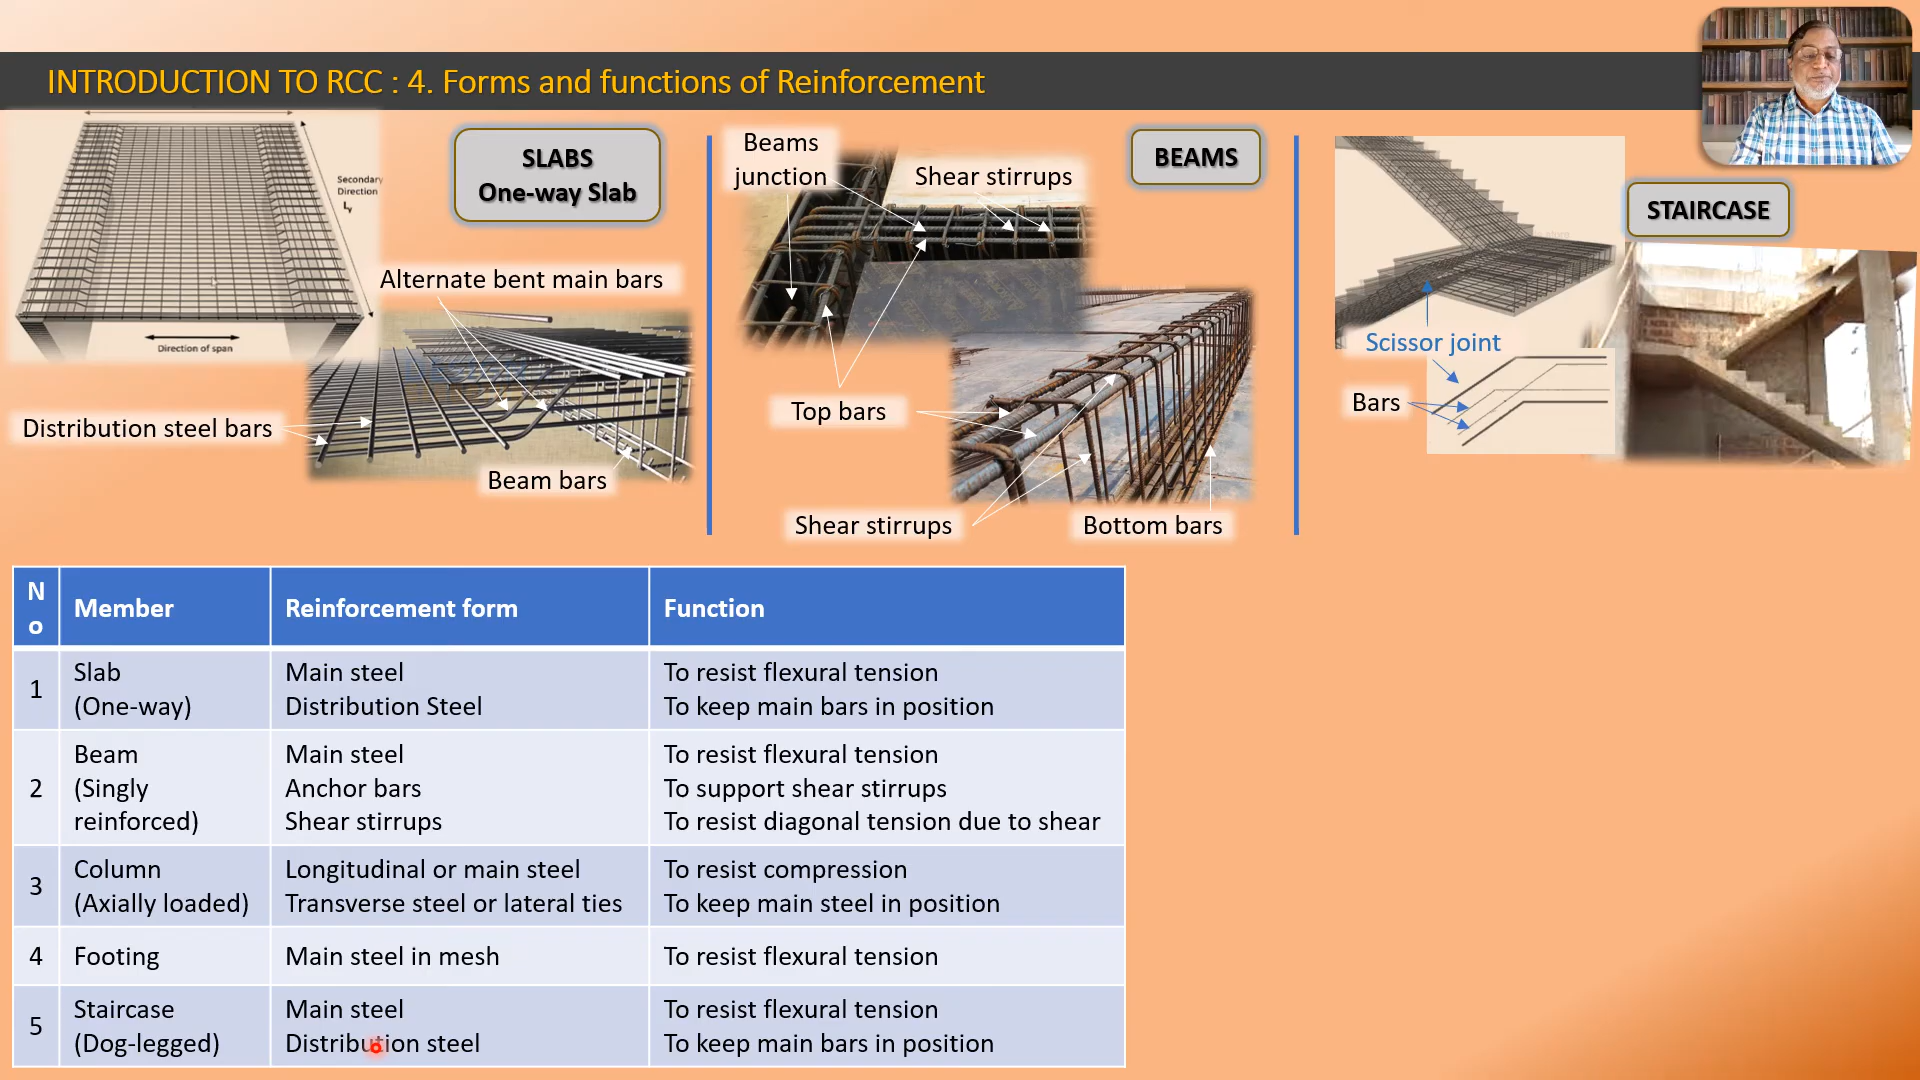 INTRODUCTION TO RCC : 4. Forms and functions of Reinforcement
Secondary
Direction
Ly
Direction of span
SLABS
One-way Slab
Alternate bent main bars
Distribution steel bars
Beam bars
Beams
junction
Shear stirrups
BEAMS
Top bars
Shear stirrups
Bottom bars
STAIRCASE
Scissor joint
Bars
No Member Reinforcement form Function
1 Slab
(One-way)
Main steel
Distribution Steel
To resist flexural tension
To keep main bars in position
2 Beam
(Singly
reinforced)
Main steel
Anchor bars
Shear stirrups
To resist flexural tension
To support shear stirrups
To resist diagonal tension due to shear
3 Column
(Axially loaded)
Longitudinal or main steel
Transverse steel or lateral ties
To resist compression
To keep main steel in position
4 Footing
Main steel in mesh
To resist flexural tension
5 Staircase
(Dog-legged)
Main steel
Distribution steel
To resist flexural tension
To keep main bars in position